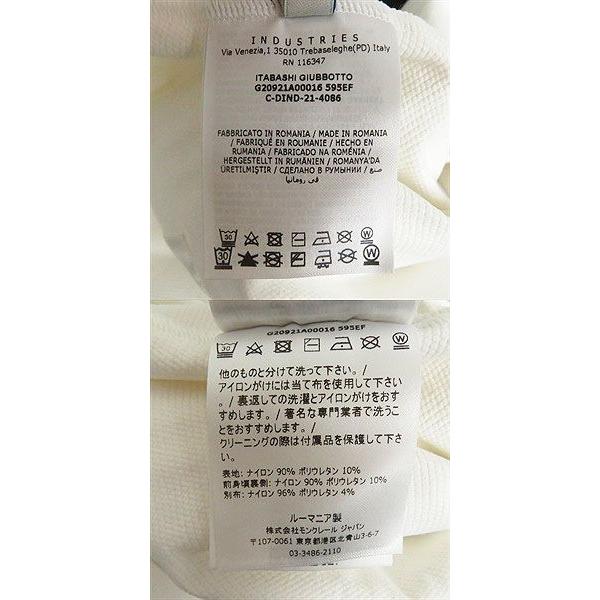 INDUSTRIES
Via Venezia,1 35010 Trebaseleghe(PD) Italy
RN 116347
ITABASHI GIUBBOTTO
G20921A00016 595EF
C-DIND-21-4086
FABBRICATO IN ROMANIA / MADE IN ROMANIA
/ FABRIQUÉ EN ROUMANIE / HECHO EN
RUMANIA / FABRICADO NA ROMÉNIA /
HERGESTELLT IN RUMÄNIEN / ROMANYA'DA
ÜRETILMIŞTIR / СДЕЛАНО В РУМЫНИИ / صنع
في رومانيا
30 W
30 W
G20921A00016 595EF
30 W
他のものと分けて洗って下さい。/
アイロンがけには当て布を使用して下さい
。/ 裏返しての洗濯とアイロンがけをおす
すめします。/ 著名な専門業者で洗うこ
とをおすすめします。/
クリーニングの際は付属品を保護して下さ
い。
表地: ナイロン 90% ポリウレタン 10%
前身頃裏側: ナイロン 90% ポリウレタン 10%
別布: ナイロン 96% ポリウレタン 4%
ルーマニア製
株式会社モンクレール ジャパン
〒107-0061 東京都港区北青山3-6-7
03-3486-2110